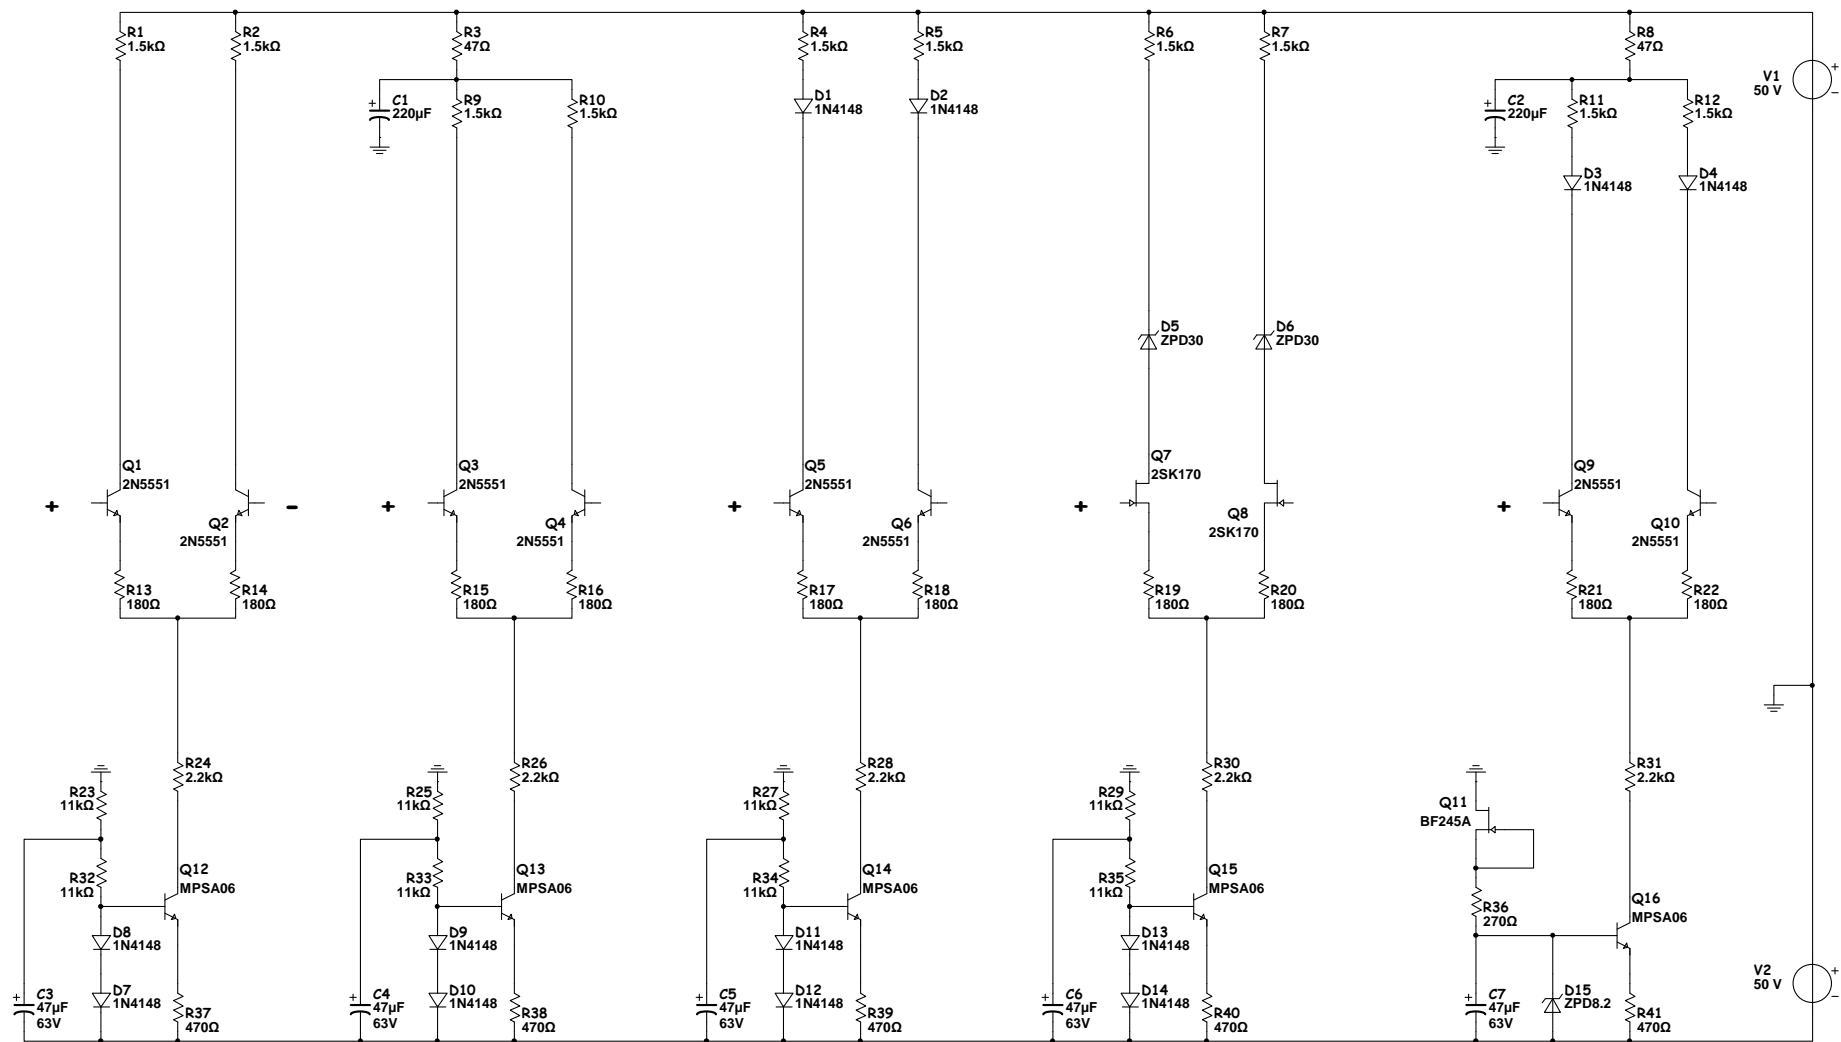 R1
1.5kΩ
R2
1.5kΩ
R3
47Ω
R4
1.5kΩ
R5
1.5kΩ
R6
1.5kΩ
R7
1.5kΩ
R8
47Ω
V1
50 V
+
−
+
C1
220µF
R9
1.5kΩ
R10
1.5kΩ
D1
1N4148
D2
1N4148
+
C2
220µF
R11
1.5kΩ
R12
1.5kΩ
D3
1N4148
D4
1N4148
D5
ZPD30
D6
ZPD30
+
Q1
2N5551
Q2
2N5551
-
+
Q3
2N5551
Q4
2N5551
+
Q5
2N5551
Q6
2N5551
+
Q7
2SK170
Q8
2SK170
+
Q9
2N5551
Q10
2N5551
R13
180Ω
R14
180Ω
R15
180Ω
R16
180Ω
R17
180Ω
R18
180Ω
R19
180Ω
R20
180Ω
R21
180Ω
R22
180Ω
R24
2.2kΩ
R26
2.2kΩ
R28
2.2kΩ
R30
2.2kΩ
R31
2.2kΩ
R23
11kΩ
R25
11kΩ
R27
11kΩ
R29
11kΩ
Q11
BF245A
R32
11kΩ
Q12
MPSA06
R33
11kΩ
Q13
MPSA06
R34
11kΩ
Q14
MPSA06
R35
11kΩ
Q15
MPSA06
R36
270Ω
Q16
MPSA06
D8
1N4148
D9
1N4148
D11
1N4148
D13
1N4148
+
C3
47µF
63V
D7
1N4148
R37
470Ω
+
C4
47µF
63V
D10
1N4148
R38
470Ω
+
C5
47µF
63V
D12
1N4148
R39
470Ω
+
C6
47µF
63V
D14
1N4148
R40
470Ω
+
C7
47µF
63V
D15
ZPD8.2
R41
470Ω
V2
50 V
+
−